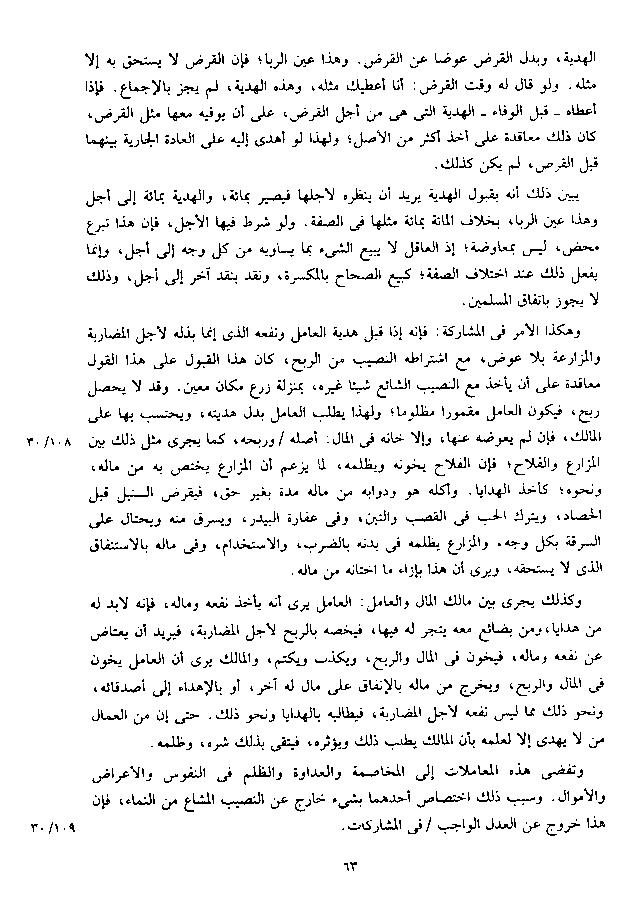 الهدية، وبدل القرض عوضا عن القرض. وهذا عين الربا؛ فإن القرض لا يستحق به إلا
مثله. ولو قال له وقت القرض: أنا أعطيك مثله، وهذه الهدية، لم يجز بالإجماع. فإذا
أعطاه ـ قبل الوفاء ـ الهدية التى هى من أجل القرض، على أن يوفيه معها مثل القرض،
كان ذلك معاقدة على أخذ أكثر من الأصل؛ ولهذا لو أهدى إليه على العادة الجارية بينهما
قبل القرض، لم يكن كذلك.
يبين ذلك أنه بقبول الهدية يريد أن ينظره لأجلها فيصير بمائة، والهدية بمائة إلى أجل
وهذا عين الربا، بخلاف المائة بمائة مثلها فى الصفة. ولو شرط فيها الأجل، فإن هذا تبرع
محض، ليس بمعاوضة؛ إذ العاقل لا يبيع الشىء بما يساويه من كل وجه إلى أجل، وإنما
يفعل ذلك عند اختلاف الصفة؛ كبيع الصحاح بالمكسرة، ونقد بنقد آخر إلى أجل، وذلك
لا يجوز باتفاق المسلمين.
وهكذا الأمر فى المشاركة: فإنه إذا قبل هدية العامل ونفعه الذى إنما بذله لأجل المضاربة
والمزارعة بلا عوض، مع اشتراطه النصيب من الربح، كان هذا القبول على هذا القول
معاقدة على أن يأخذ مع النصيب الشائع شيئا غيره، بمنزلة زرع مكان معين. وقد لا يحصل
ربح، فيكون العامل مقمورا مظلوما؛ ولهذا يطلب العامل بدل هديته، ويحتسب بها على
المالك، فإن لم يعوضه عنها، وإلا خانه فى المال: أصله / وربحه، كما يجرى مثل ذلك بين ٣٠/١٠٨
المزارع والفلاح؛ فإن الفلاح يخونه ويظلمه، لما يزعم أن المزارع يختص به من ماله،
ونحوه؛ كأخذ الهدايا. وأكله هو ودوابه من ماله مدة بغير حق، فيقرض السنبل قبل
الحصاد، ويترك الحب فى القصب والتبن، وفى عفارة البيدر، ويسرق منه ويحتال على
السرقة بكل وجه. والمزارع يظلمه فى بدنه بالضرب، والاستخدام، وفى ماله بالاستنفاق
الذى لا يستحقه، ويرى أن هذا بإزاء ما اختانه من ماله.
وكذلك يجرى بين مالك المال والعامل: العامل يرى أنه يأخذ نفعه وماله، فإنه لابد له
من هدايا، ومن بضائع معه يتجر له فيها، فيخصه بالربح لأجل المضاربة، فيريد أن يعتاض
عن نفعه وماله، فيخون فى المال والربح، ويكذب ويكتم، والمالك يرى أن العامل يخون
فى المال والربح، ويخرج من ماله بالإنفاق على مال له آخر، أو بالإهداء إلى أصدقائه،
ونحو ذلك مما ليس نفعه لأجل المضاربة، فيطالبه بالهدايا ونحو ذلك. حتى إن من العمال
من لا يهدى إلا لعلمه بأن المالك يطلب ذلك ويؤثره، فيتقى بذلك شره، وظلمه.
وتفضى هذه المعاملات إلى المخاصمة والعداوة والظلم فى النفوس والأعراض
والأموال. وسبب ذلك اختصاص أحدهما بشىء خارج عن النصيب المشاع من النماء، فإن
هذا خروج عن العدل الواجب / فى المشاركات. ٣٠/١٠٩
٦٣